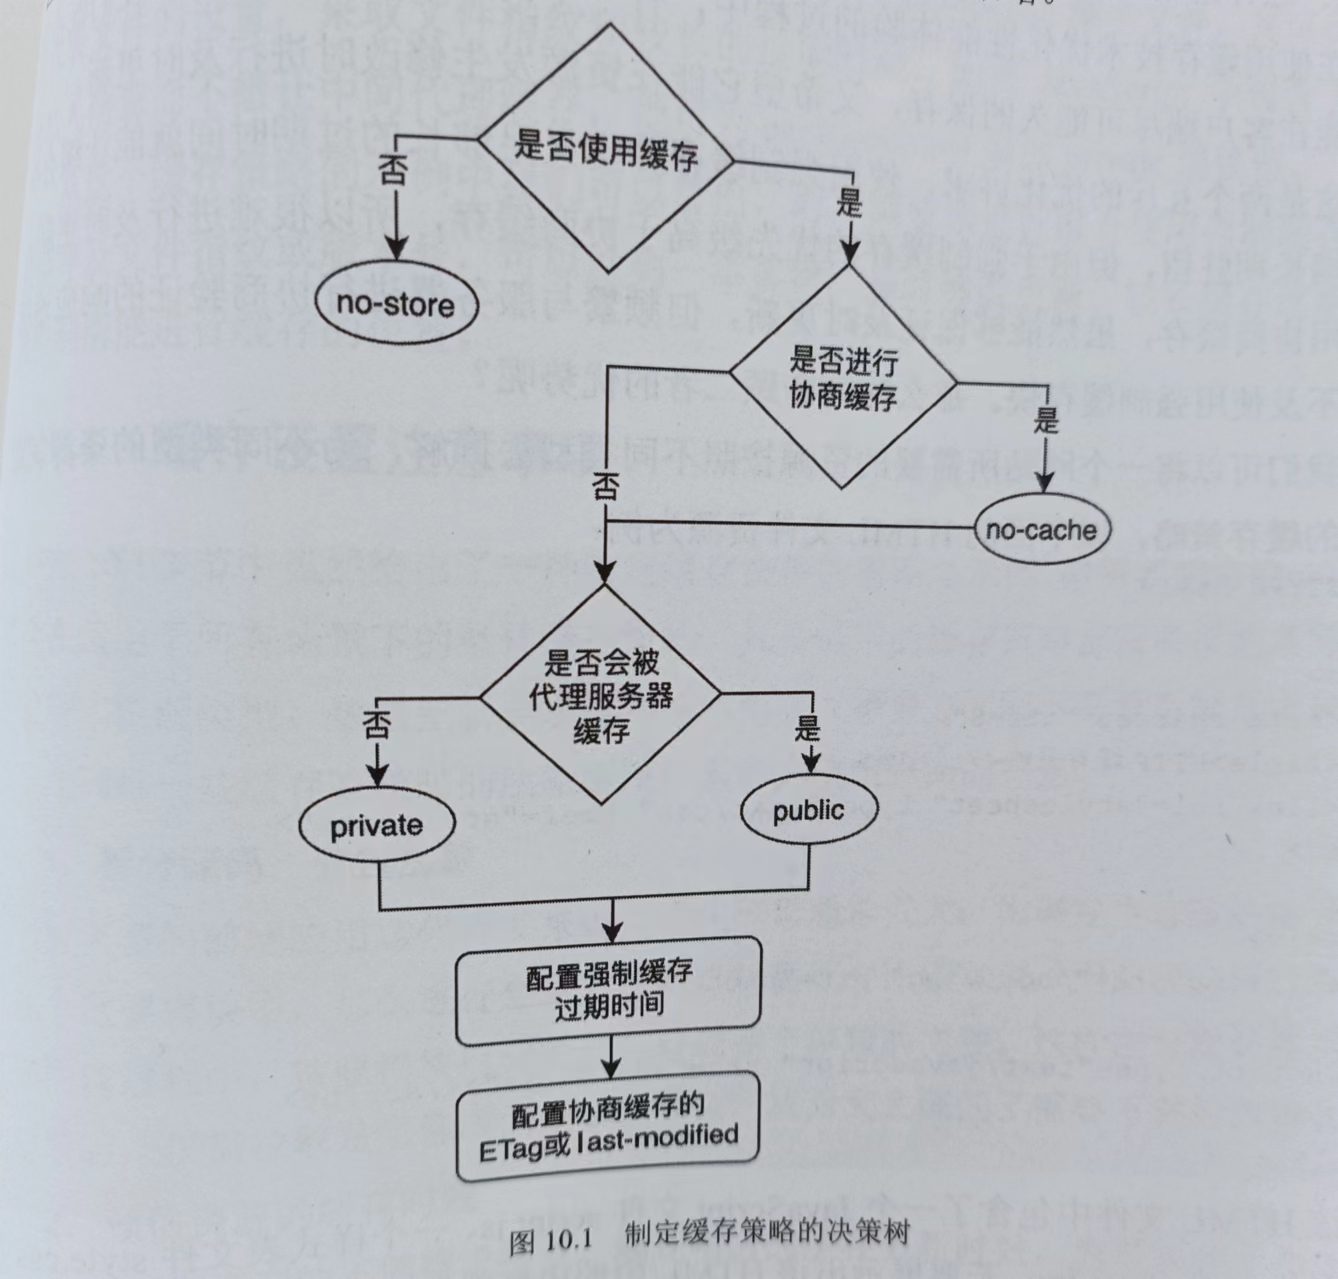 是否使用缓存
否
是
no-store
是否进行
协商缓存
是
否
no-cache
是否会被
代理服务器
缓存
否
是
private
public
配置强制缓存
过期时间
配置协商缓存的
ETag或last-modified
图 10.1 制定缓存策略的决策树